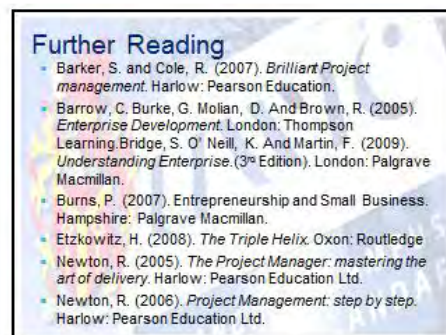 Further Reading
Barker, S. and Cole, R. (2007). Brilliant Project
management. Harlow: Pearson Education.
Barrow, C. Burke, G. Molian, D. And Brown, R. (2005).
Enterprise Development. London: Thompson
Learning.Bridge, S. O' Neill, K. And Martin, F. (2009).
Understanding Enterprise.(3rd Edition). London: Palgrave
Macmillan.
Burns, P. (2007). Entrepreneurship and Small Business.
Hampshire: Palgrave Macmillan.
Etzkowitz, H. (2008). The Triple Helix. Oxon: Routledge
Newton, R. (2005). The Project Manager: mastering the
art of delivery. Harlow: Pearson Education Ltd.
Newton, R. (2006). Project Management: step by step.
Harlow: Pearson Education Ltd.